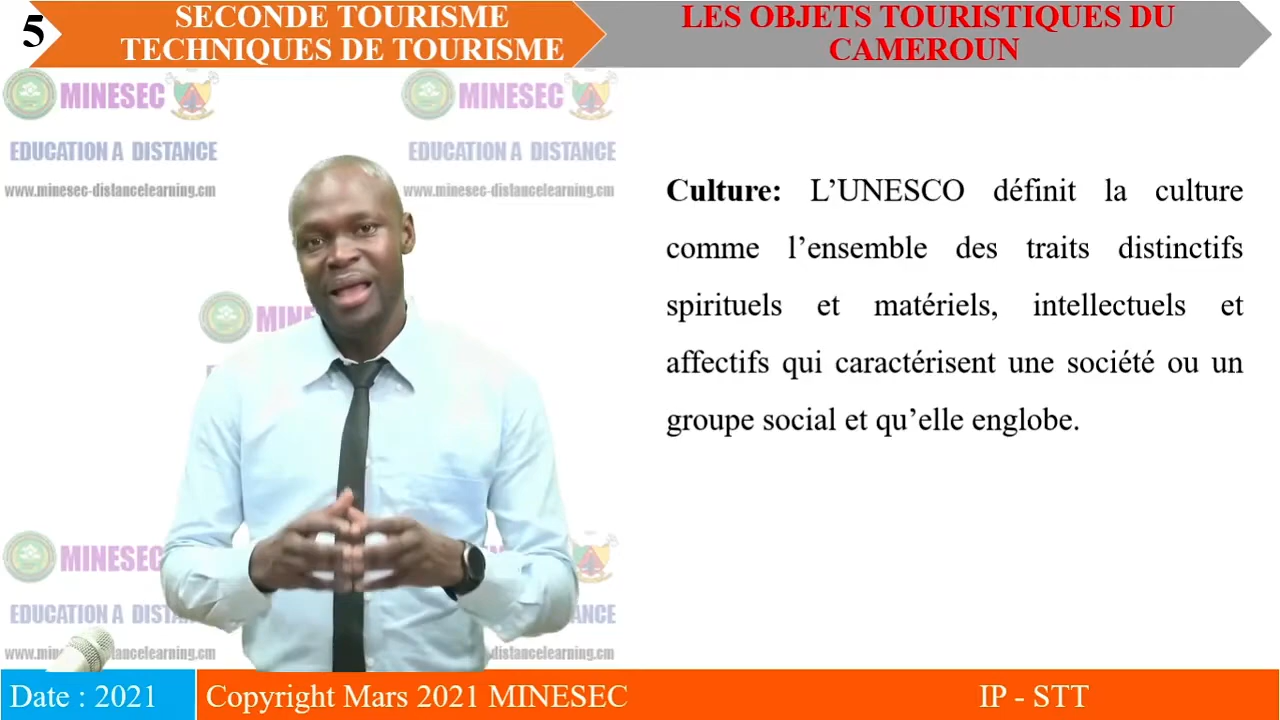 5
SECONDE TOURISME
TECHNIQUES DE TOURISME
LES OBJETS TOURISTIQUES DU
CAMEROUN
MINESEC
MINESEC
EDUCATION A DISTANCE
EDUCATION A DISTANCE
www.minesec-distancelearning.cm
www.minesec-distancelearning.cm
Culture: L’UNESCO définit la culture
comme l’ensemble des traits distinctifs
spirituels et matériels, intellectuels et
affectifs qui caractérisent une société ou un
groupe social et qu’elle englobe.
MINESEC
EDUCATION A
distancelearning.cm
Date : 2021
Copyright Mars 2021 MINESEC
IP - STT